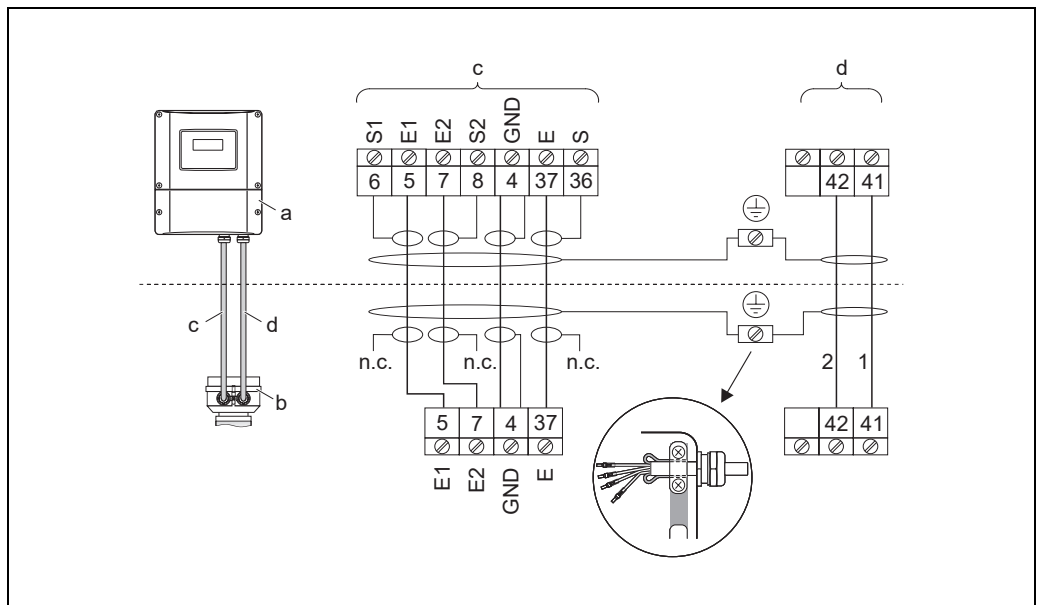 c
d
S1 E1 E2 S2 GND E S
6 5 7 8 4 37 36
42 41
a
c d
n.c. n.c. n.c.
2 1
b
5 7 4 37
42 41
E1 E2 GND E